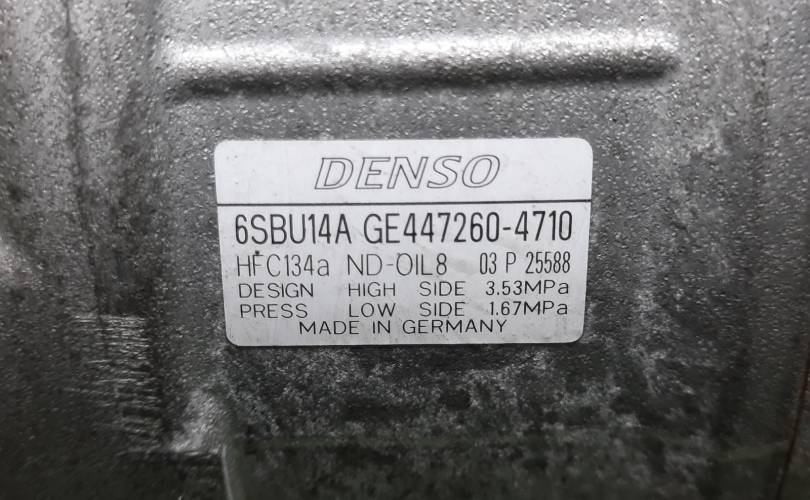 DENSO
6SBU14A GE447260-4710
HFC134a ND-OIL8 03 P 25588
DESIGN HIGH SIDE 3.53MPa
PRESS LOW SIDE 1.67MPa
MADE IN GERMANY